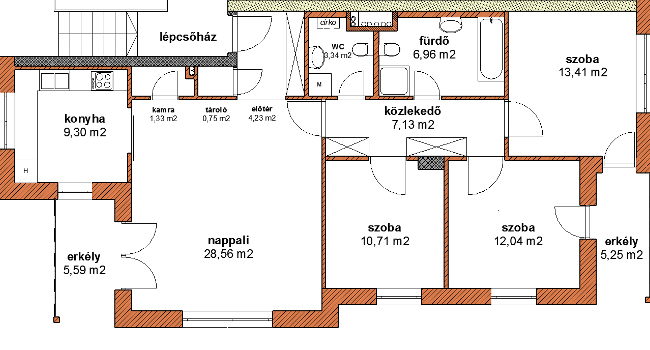 lépcsőház
cirkó
WC
3,34 m2
M
fürdő
6,96 m2
szoba
13,41 m2
konyha
9,30 m2
H
kamra
1,33 m2
tároló
0,75 m2
előtér
4,23 m2
közlekedő
7,13 m2
erkély
5,59 m2
nappali
28,56 m2
szoba
10,71 m2
szoba
12,04 m2
erkély
5,25 m2